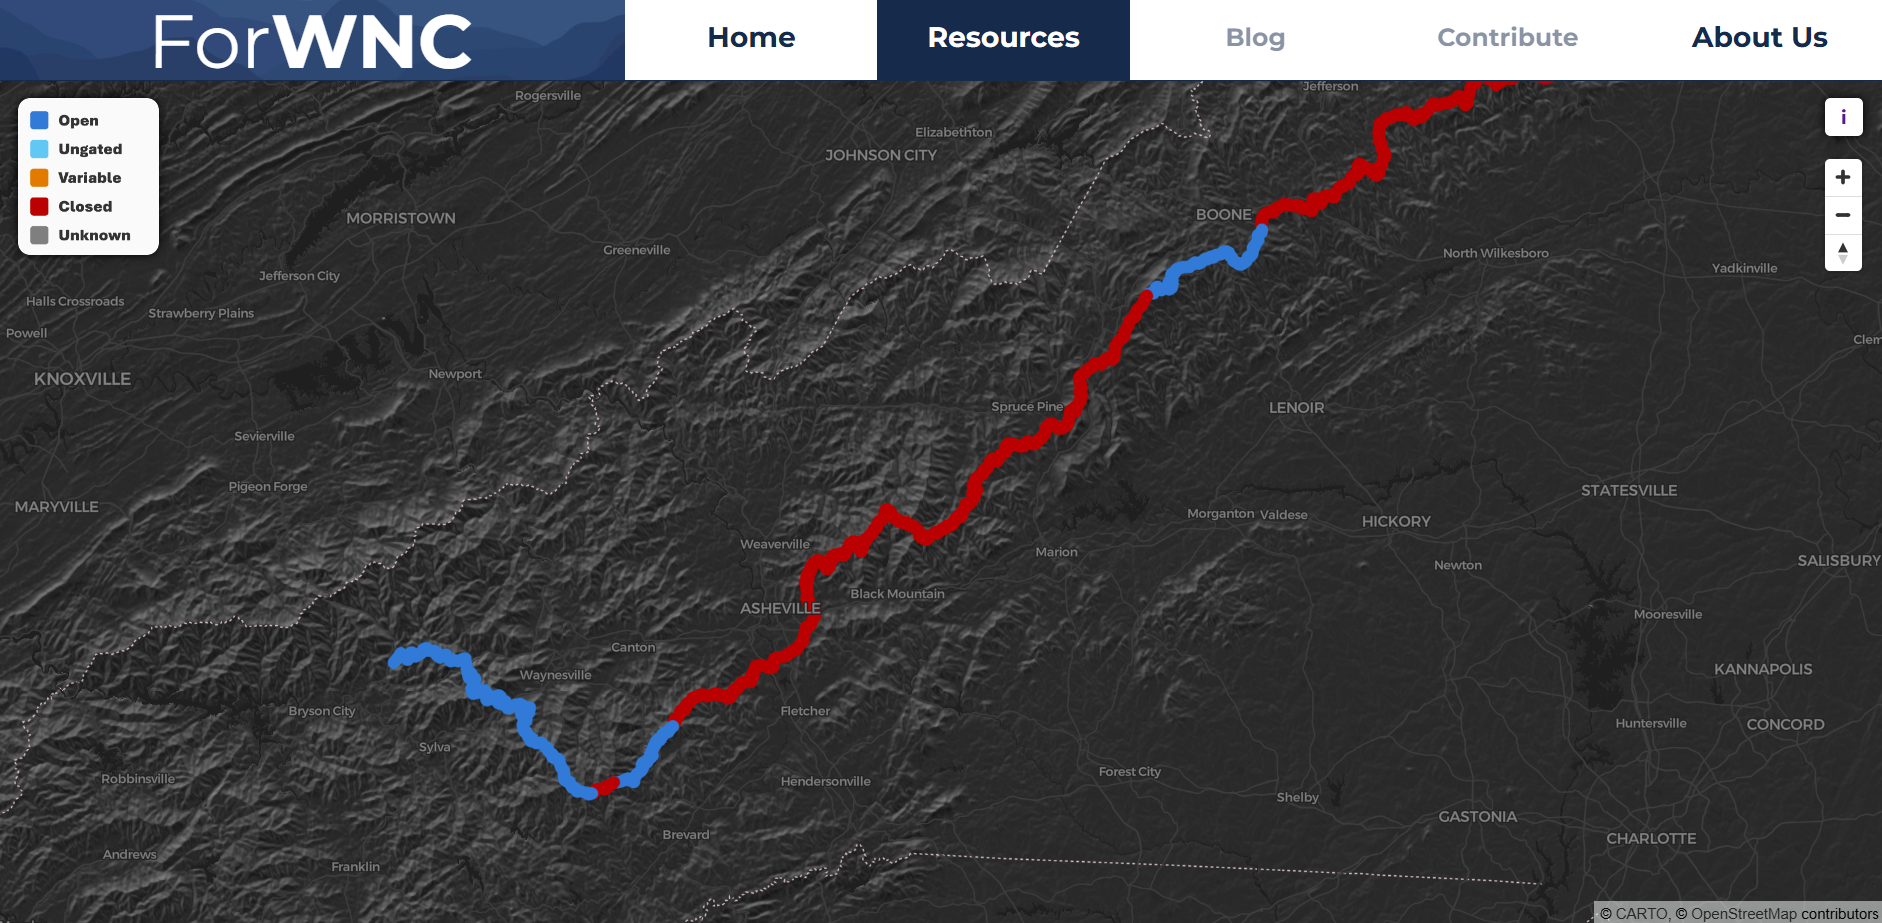 ForWNC
Home
Resources
Blog
Contribute
About Us
Open
Ungated
Variable
Closed
Unknown
i
Rogersville
Jefferson
Elizabethton
JOHNSON CITY
MORRISTOWN
BOONE
Greeneville
North Wilkesboro
Yadkinville
Jefferson City
Halls Crossroads
Strawberry Plains
Powell
Clem
KNOXVILLE
Newport
Spruce Pine
LENOIR
Sevierville
Pigeon Forge
STATESVILLE
MARYVILLE
Morganton
Valdese
HICKORY
Weaverville
Marion
SALISBURY
Newton
Black Mountain
ASHEVILLE
Mooresville
Canton
KANNAPOLIS
Waynesville
Bryson City
Fletcher
Huntersville
CONCORD
Sylva
Robbinsville
Hendersonville
Forest City
Shelby
GASTONIA
Brevard
CHARLOTTE
Andrews
Franklin
© CARTO, © OpenStreetMap contributors